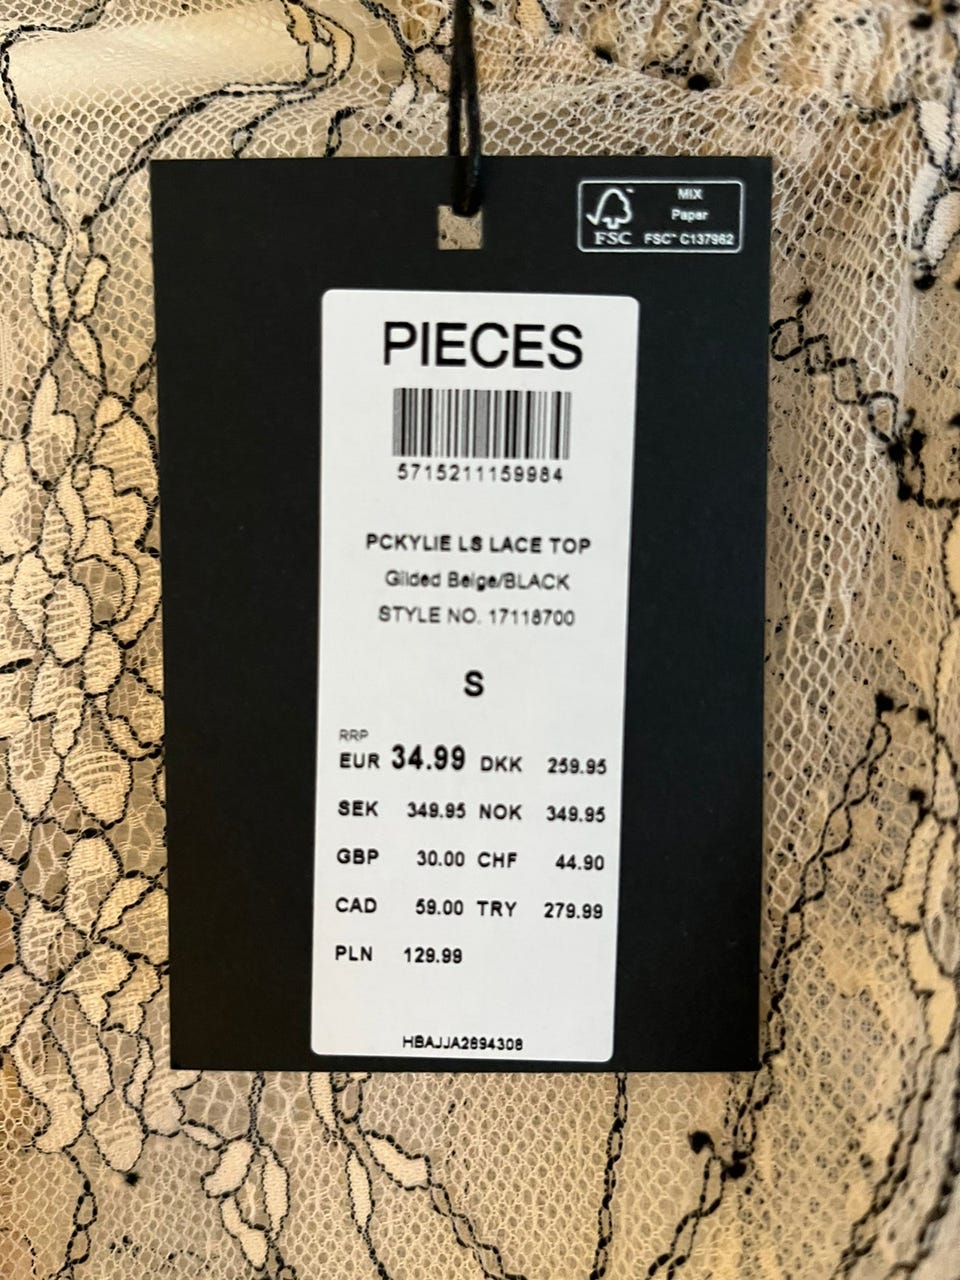 MIX
Paper
FSC
FSC™ C137962
PIECES
5715211159984
PCKYLIE LS LACE TOP
Gilded Beige/BLACK
STYLE NO. 17118700
S
RRP
EUR 34.99 DKK 259.95
SEK 349.95 NOK 349.95
GBP 30.00 CHF 44.90
CAD 59.00 TRY 279.99
PLN 129.99
HBAJJA2694308